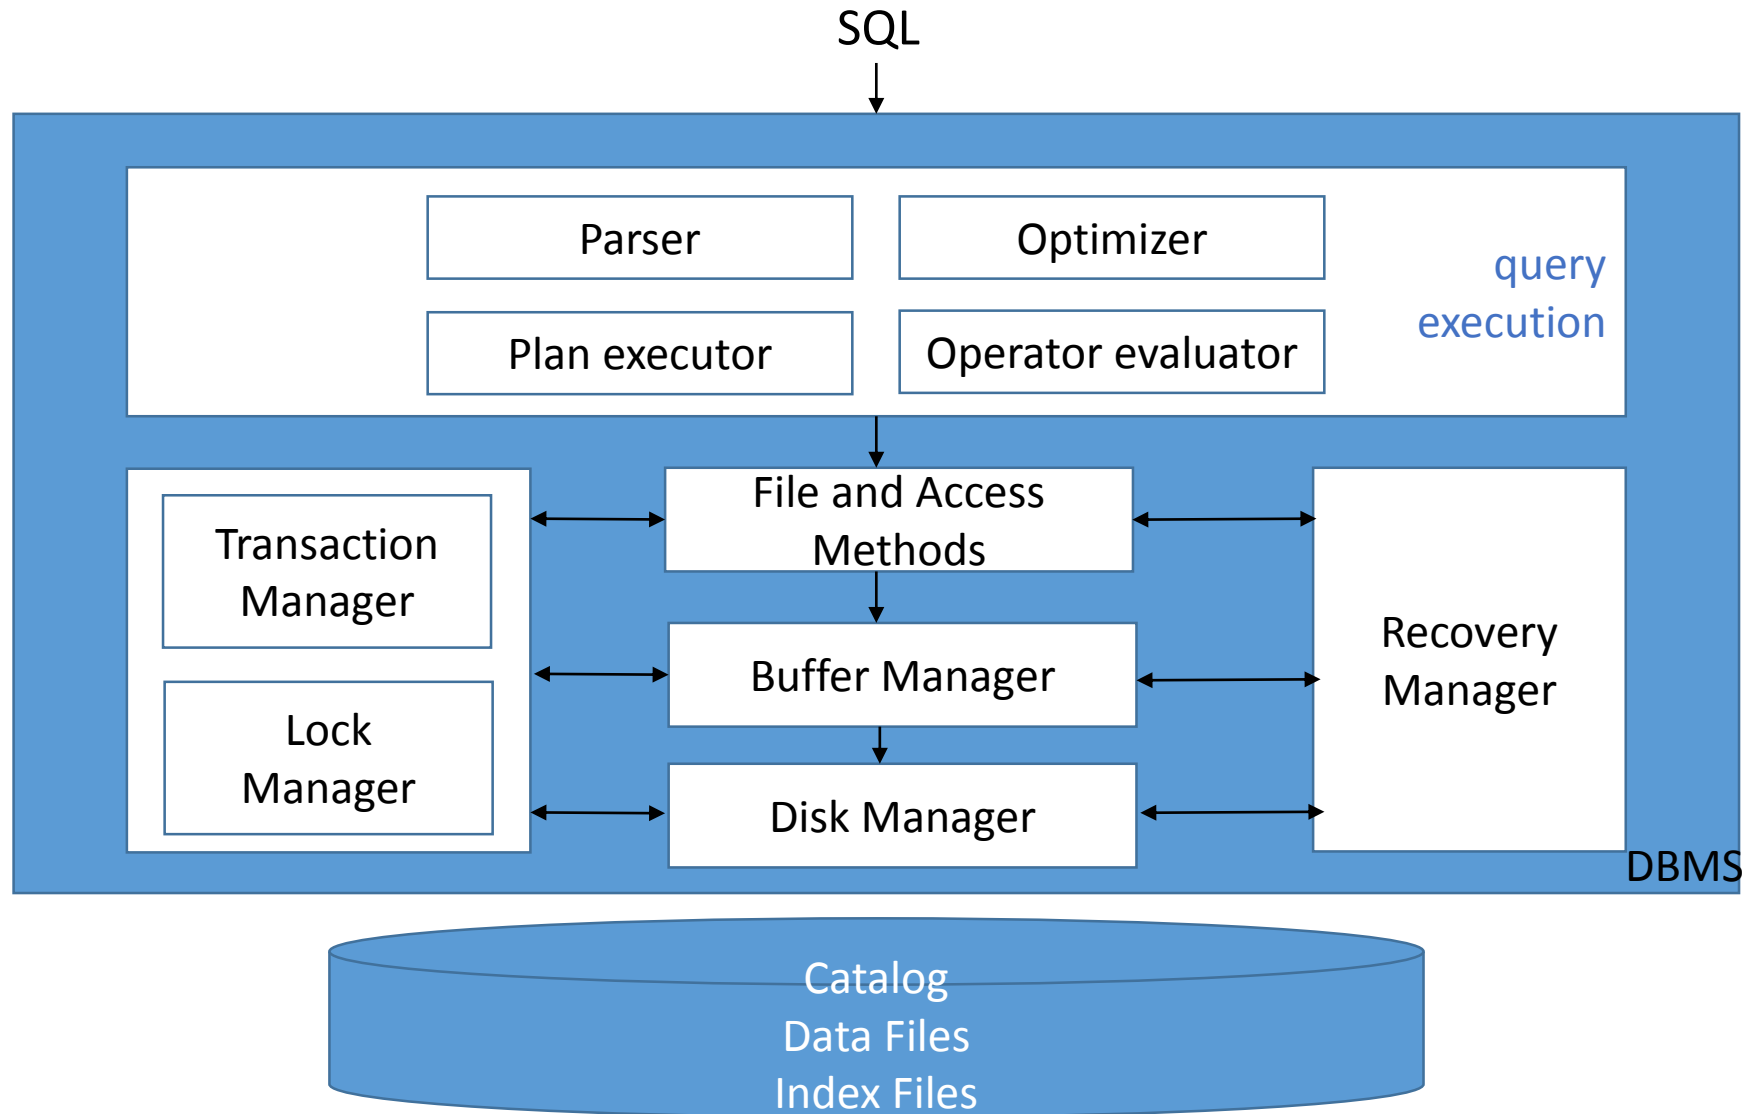 SQL
Parser
Optimizer
query
execution
Plan executor
Operator evaluator
File and Access
Methods
Transaction
Manager
Recovery
Manager
Buffer Manager
Lock
Manager
Disk Manager
DBMS
Catalog
Data Files
Index Files